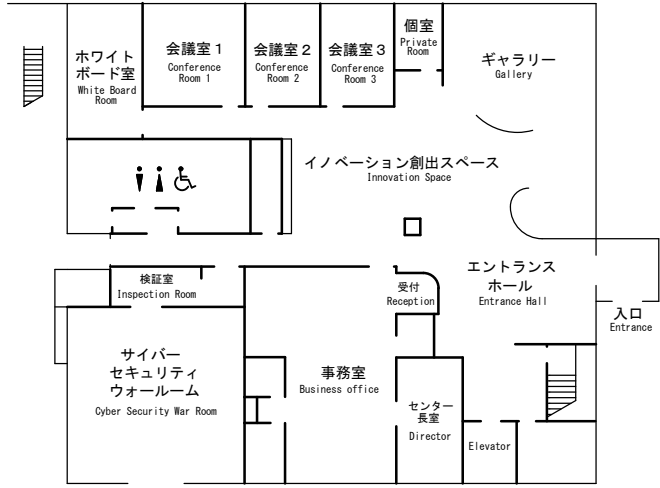 ホワイト
ボード室
White Board
Room
会議室１
Conference
Room 1
会議室２
Conference
Room 2
会議室３
Conference
Room 3
個室
Private
Room
ギャラリー
Gallery
イノベーション創出スペース
Innovation Space
検証室
Inspection Room
受付
Reception
エントランス
ホール
Entrance Hall
入口
Entrance
サイバー
セキュリティ
ウォールーム
Cyber Security War Room
事務室
Business office
センター
長室
Director
Elevator